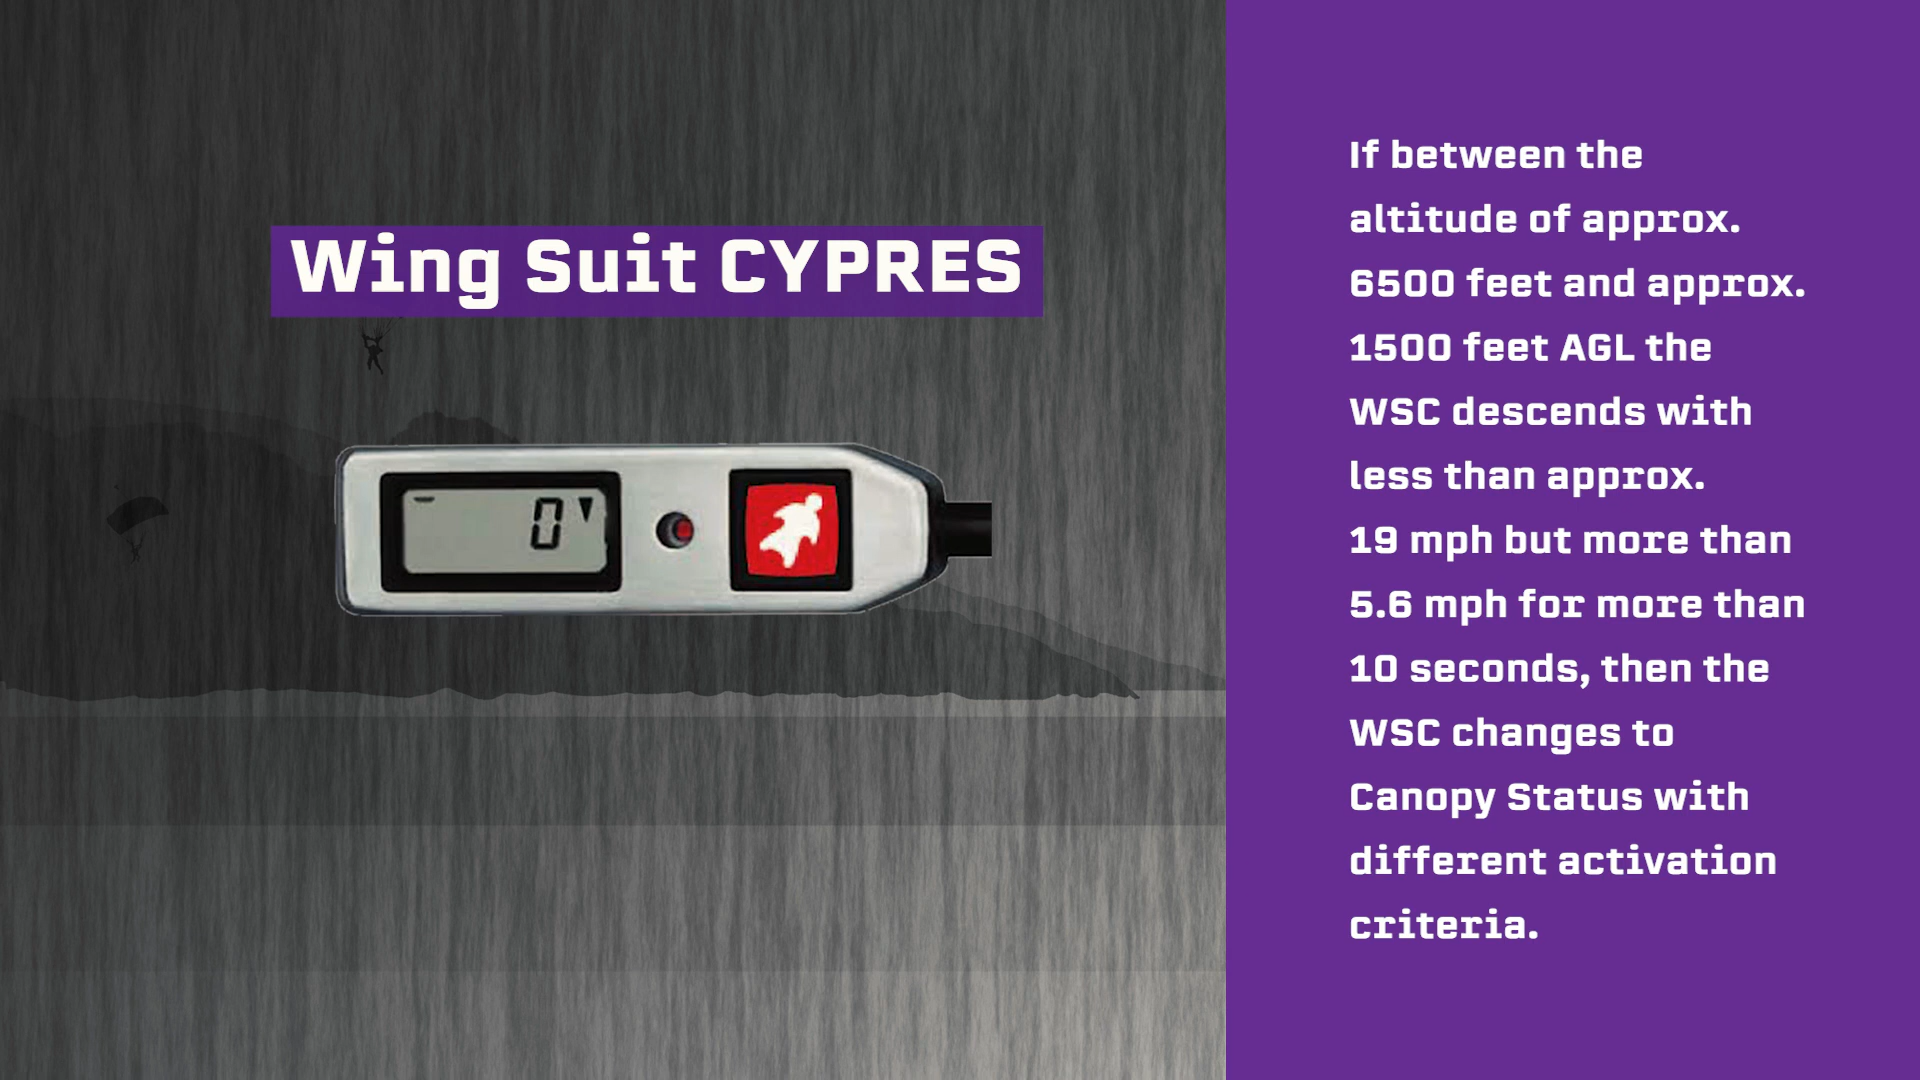 Wing Suit CYPRES
0
If between the
altitude of approx.
6500 feet and approx.
1500 feet AGL the
WSC descends with
less than approx.
19 mph but more than
5.6 mph for more than
10 seconds, then the
WSC changes to
Canopy Status with
different activation
criteria.